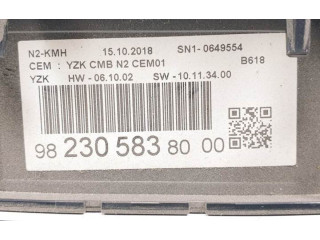 N2-KMH 15.10.2018 SN1- 0649554
CEM : YZK CMB N2 CEM01 B618
YZK HW - 06.10.02 SW - 10.11.34.00
98 230 583 80 00